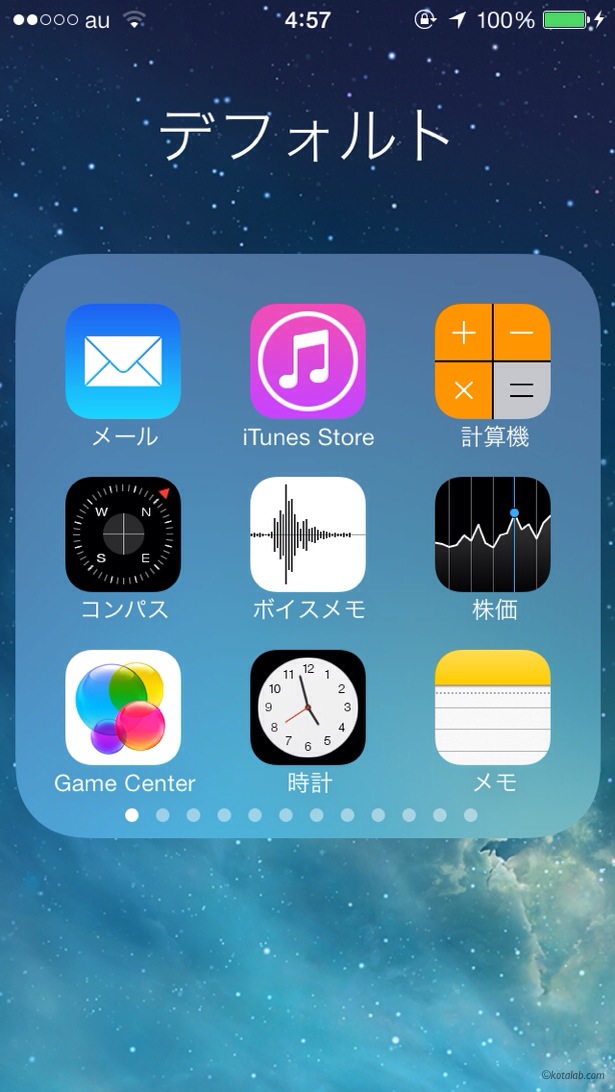 au 4:57 100%
デフォルト
+ −
× =
メール iTunes Store 計算機
W N
S E
コンパス ボイスメモ 株価
11 12 1
10 2
9 3
8 4
7 6 5
Game Center 時計 メモ
©kotalab.com